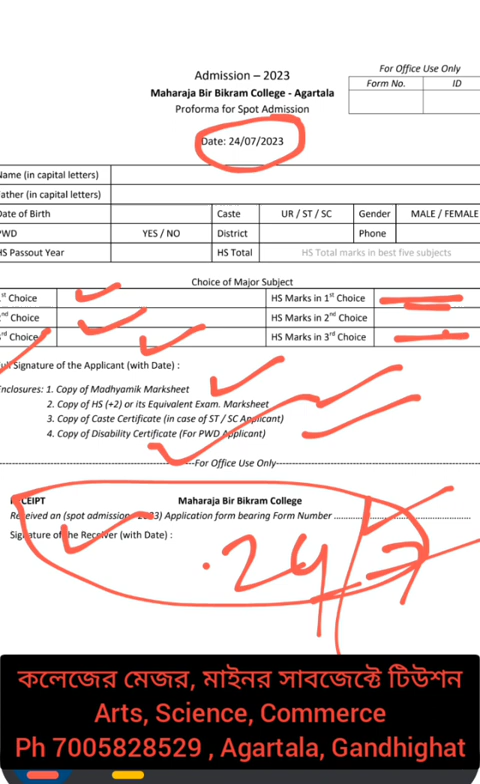 For Office Use Only
Admission – 2023
Form No. ID
Maharaja Bir Bikram College - Agartala
Proforma for Spot Admission
Date: 24/07/2023
Name (in capital letters)
Father (in capital letters)
Date of Birth Caste UR / ST / SC Gender MALE / FEMALE
PWD YES / NO District Phone
HS Passout Year HS Total HS Total marks in best five subjects
Choice of Major Subject
1st Choice HS Marks in 1st Choice
2nd Choice HS Marks in 2nd Choice
3rd Choice HS Marks in 3rd Choice
Full Signature of the Applicant (with Date) :
Enclosures: 1. Copy of Madhyamik Marksheet
2. Copy of HS (+2) or its Equivalent Exam. Marksheet
3. Copy of Caste Certificate (in case of ST / SC Applicant)
4. Copy of Disability Certificate (For PWD Applicant)
For Office Use Only
RECEIPT Maharaja Bir Bikram College
Received an (spot admission- 2023) Application form bearing Form Number ..........................................
Signature of the Receiver (with Date) :
24/7
কলেজের মেজর, মাইনর সাবজেক্টে টিউশন
Arts, Science, Commerce
Ph 7005828529 , Agartala, Gandhighat